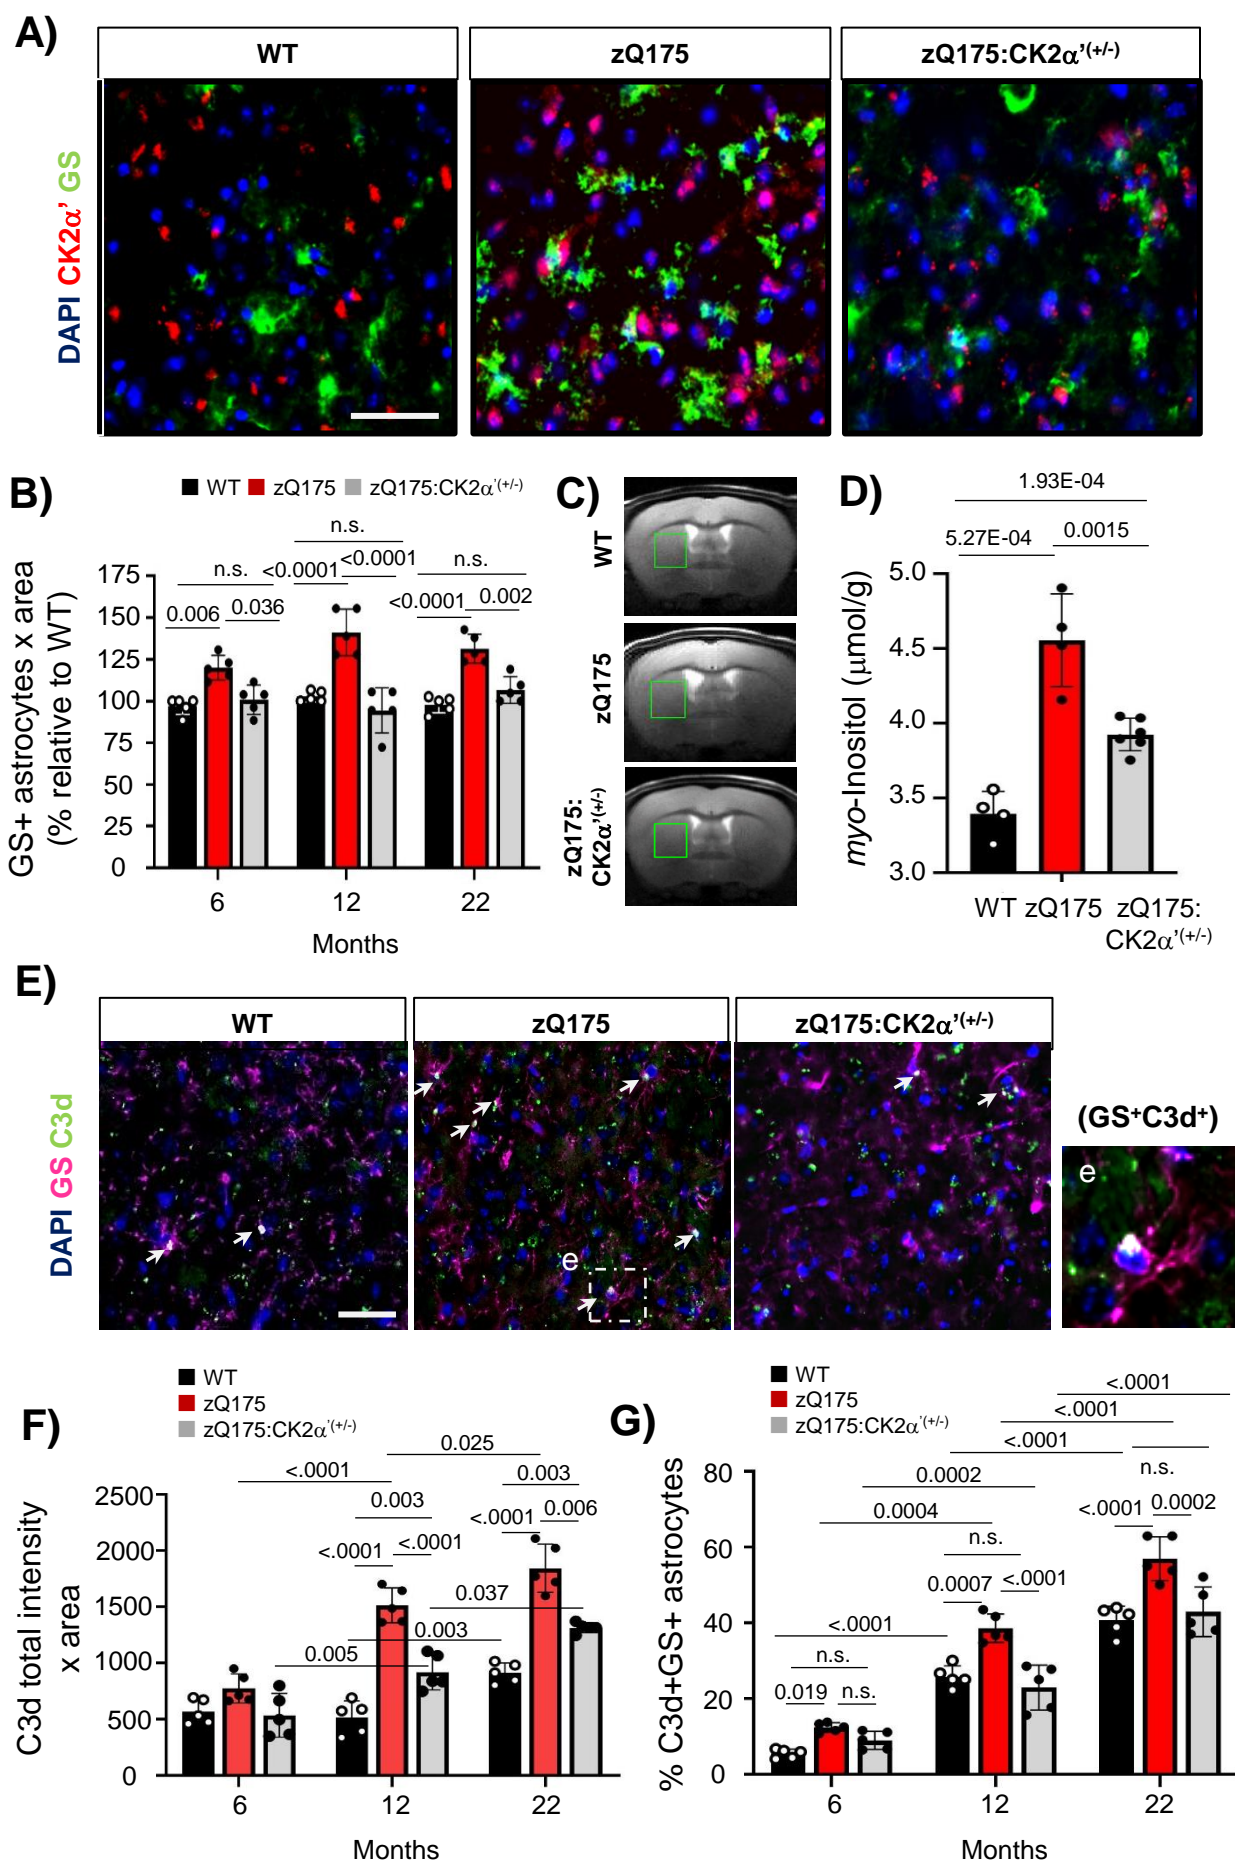 A)
WT
zQ175
zQ175:CK2α’(+/-)
DAPI CK2α’ GS
B)
WT zQ175 zQ175:CK2α’(+/-)
GS+ astrocytes x area
(% relative to WT)
175
150
125
100
75
50
25
0
n.s.
n.s.
n.s.
<0.0001 <0.0001
0.006 0.036
<0.0001 0.002
6 12 22
Months
C)
WT
zQ175
zQ175:
CK2α’(+/-)
D)
1.93E-04
5.27E-04 0.0015
myo-Inositol (μmol/g)
5.0
4.5
4.0
3.5
3.0
WT zQ175 zQ175:
CK2α’(+/-)
E)
WT
zQ175
zQ175:CK2α’(+/-)
DAPI GS C3d
e
(GS+C3d+)
e
F)
WT
zQ175
zQ175:CK2α’(+/-)
C3d total intensity
x area
2500
2000
1500
1000
500
0
0.025
<.0001 0.003
0.003 <.0001 0.006
<.0001 <.0001
0.037
0.003
0.005
6 12 22
Months
G)
WT
zQ175
zQ175:CK2α’(+/-)
% C3d+GS+ astrocytes
80
60
40
20
0
<.0001
<.0001
<.0001
n.s.
0.0002
0.0004 <.0001 0.0002
n.s.
0.0007 <.0001
<.0001
n.s.
0.019 n.s.
6 12 22
Months